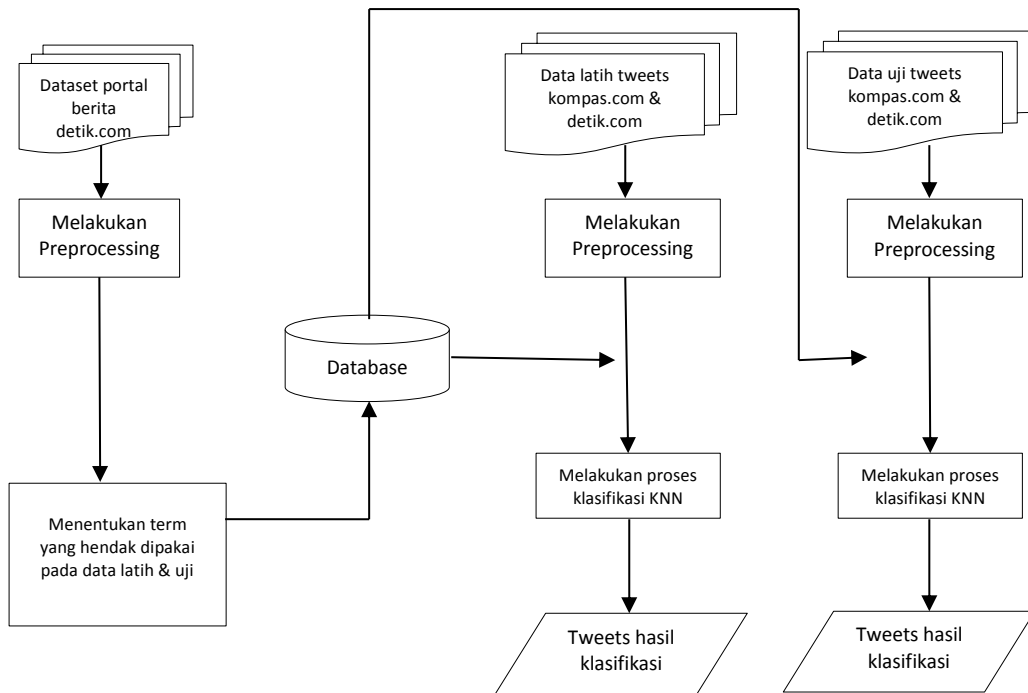 Dataset portal
berita
detik.com
Melakukan
Preprocessing
Menentukan term
yang hendak dipakai
pada data latih & uji
Database
Data latih tweets
kompas.com &
detik.com
Melakukan
Preprocessing
Melakukan proses
klasifikasi KNN
Tweets hasil
klasifikasi
Data uji tweets
kompas.com &
detik.com
Melakukan
Preprocessing
Melakukan proses
klasifikasi KNN
Tweets hasil
klasifikasi